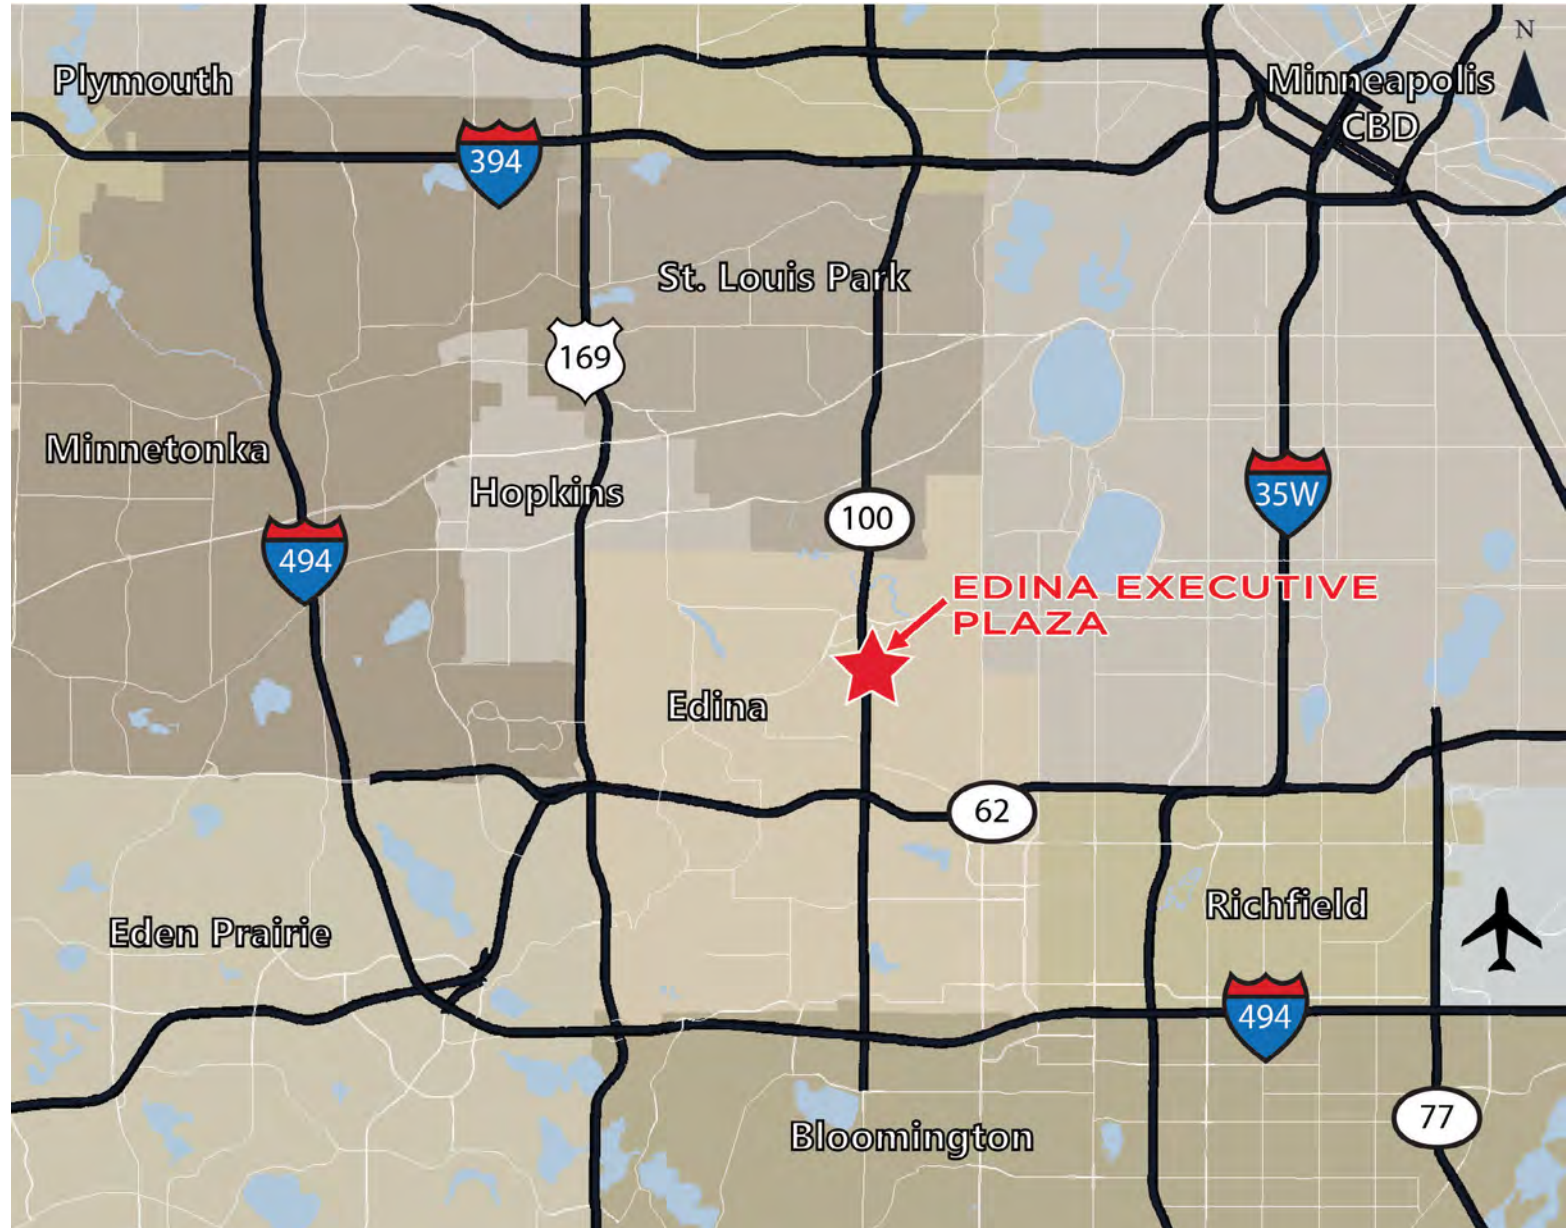 N
Plymouth
Minneapolis
CBD
394
St. Louis Park
169
Minnetonka
Hopkins
35W
100
494
EDINA EXECUTIVE
PLAZA
Edina
62
Richfield
Eden Prairie
494
77
Bloomington